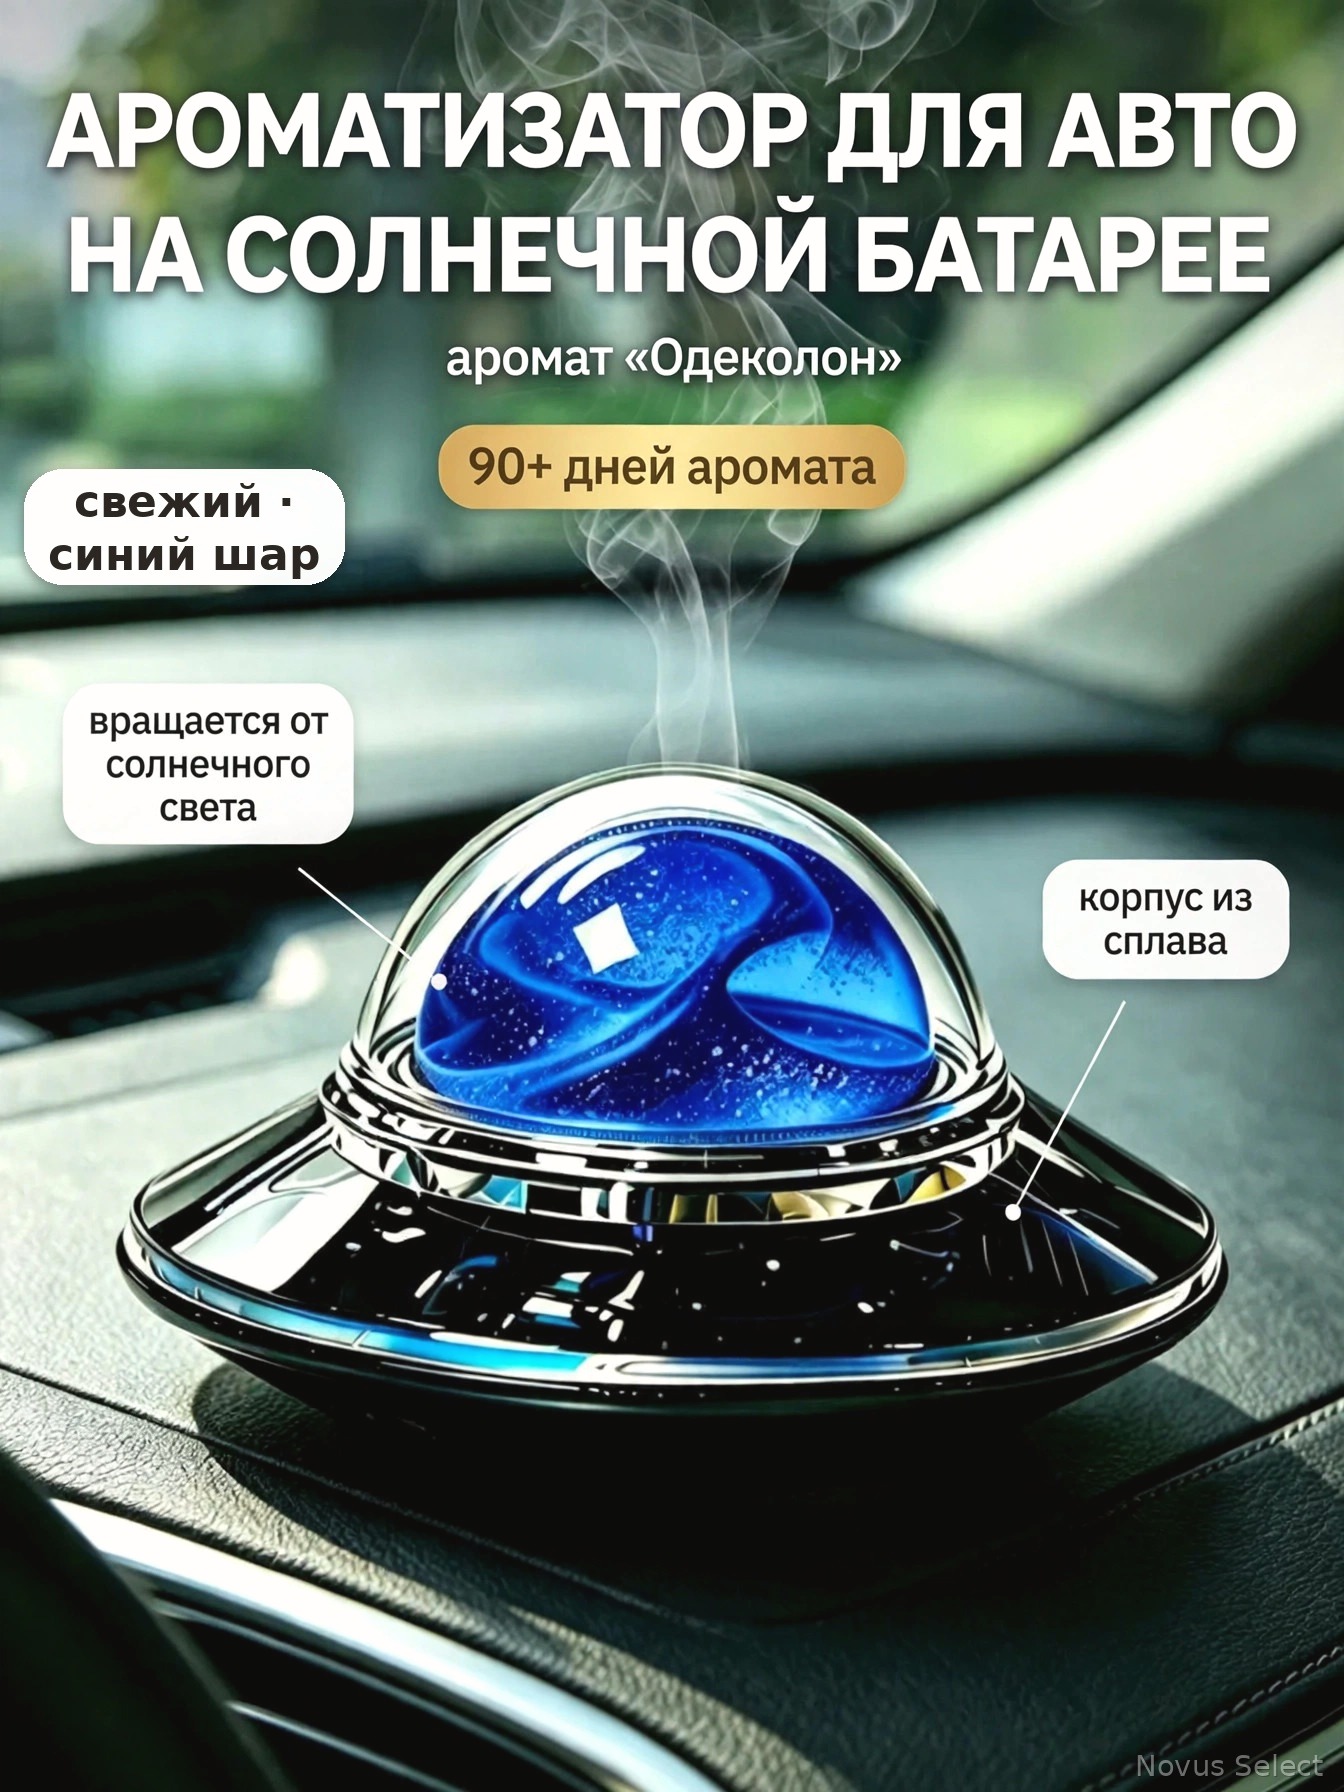 АРОМАТИЗАТОР ДЛЯ АВТО
НА СОЛНЕЧНОЙ БАТАРЕЕ
аромат «Одеколон»
90+ дней аромата
свежий ·
синий шар
вращается от
солнечного
света
корпус из
сплава
Novus Select